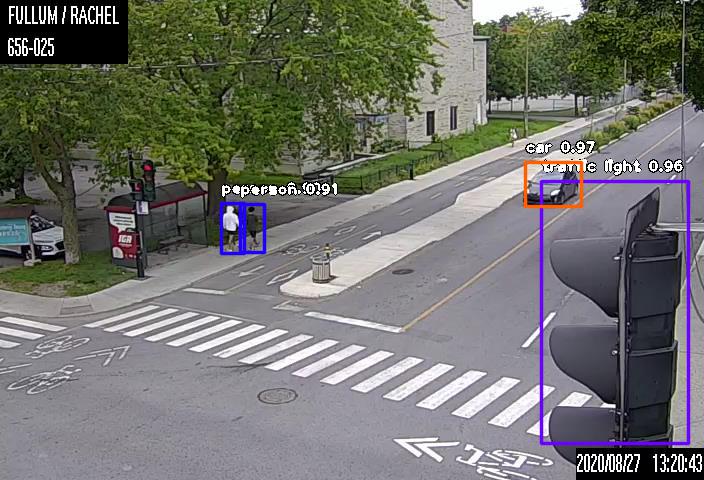 FULLUM / RACHEL
656-025
car 0.97
traffic light 0.96
person 0.91
IGA
2020/08/27 13:20:43